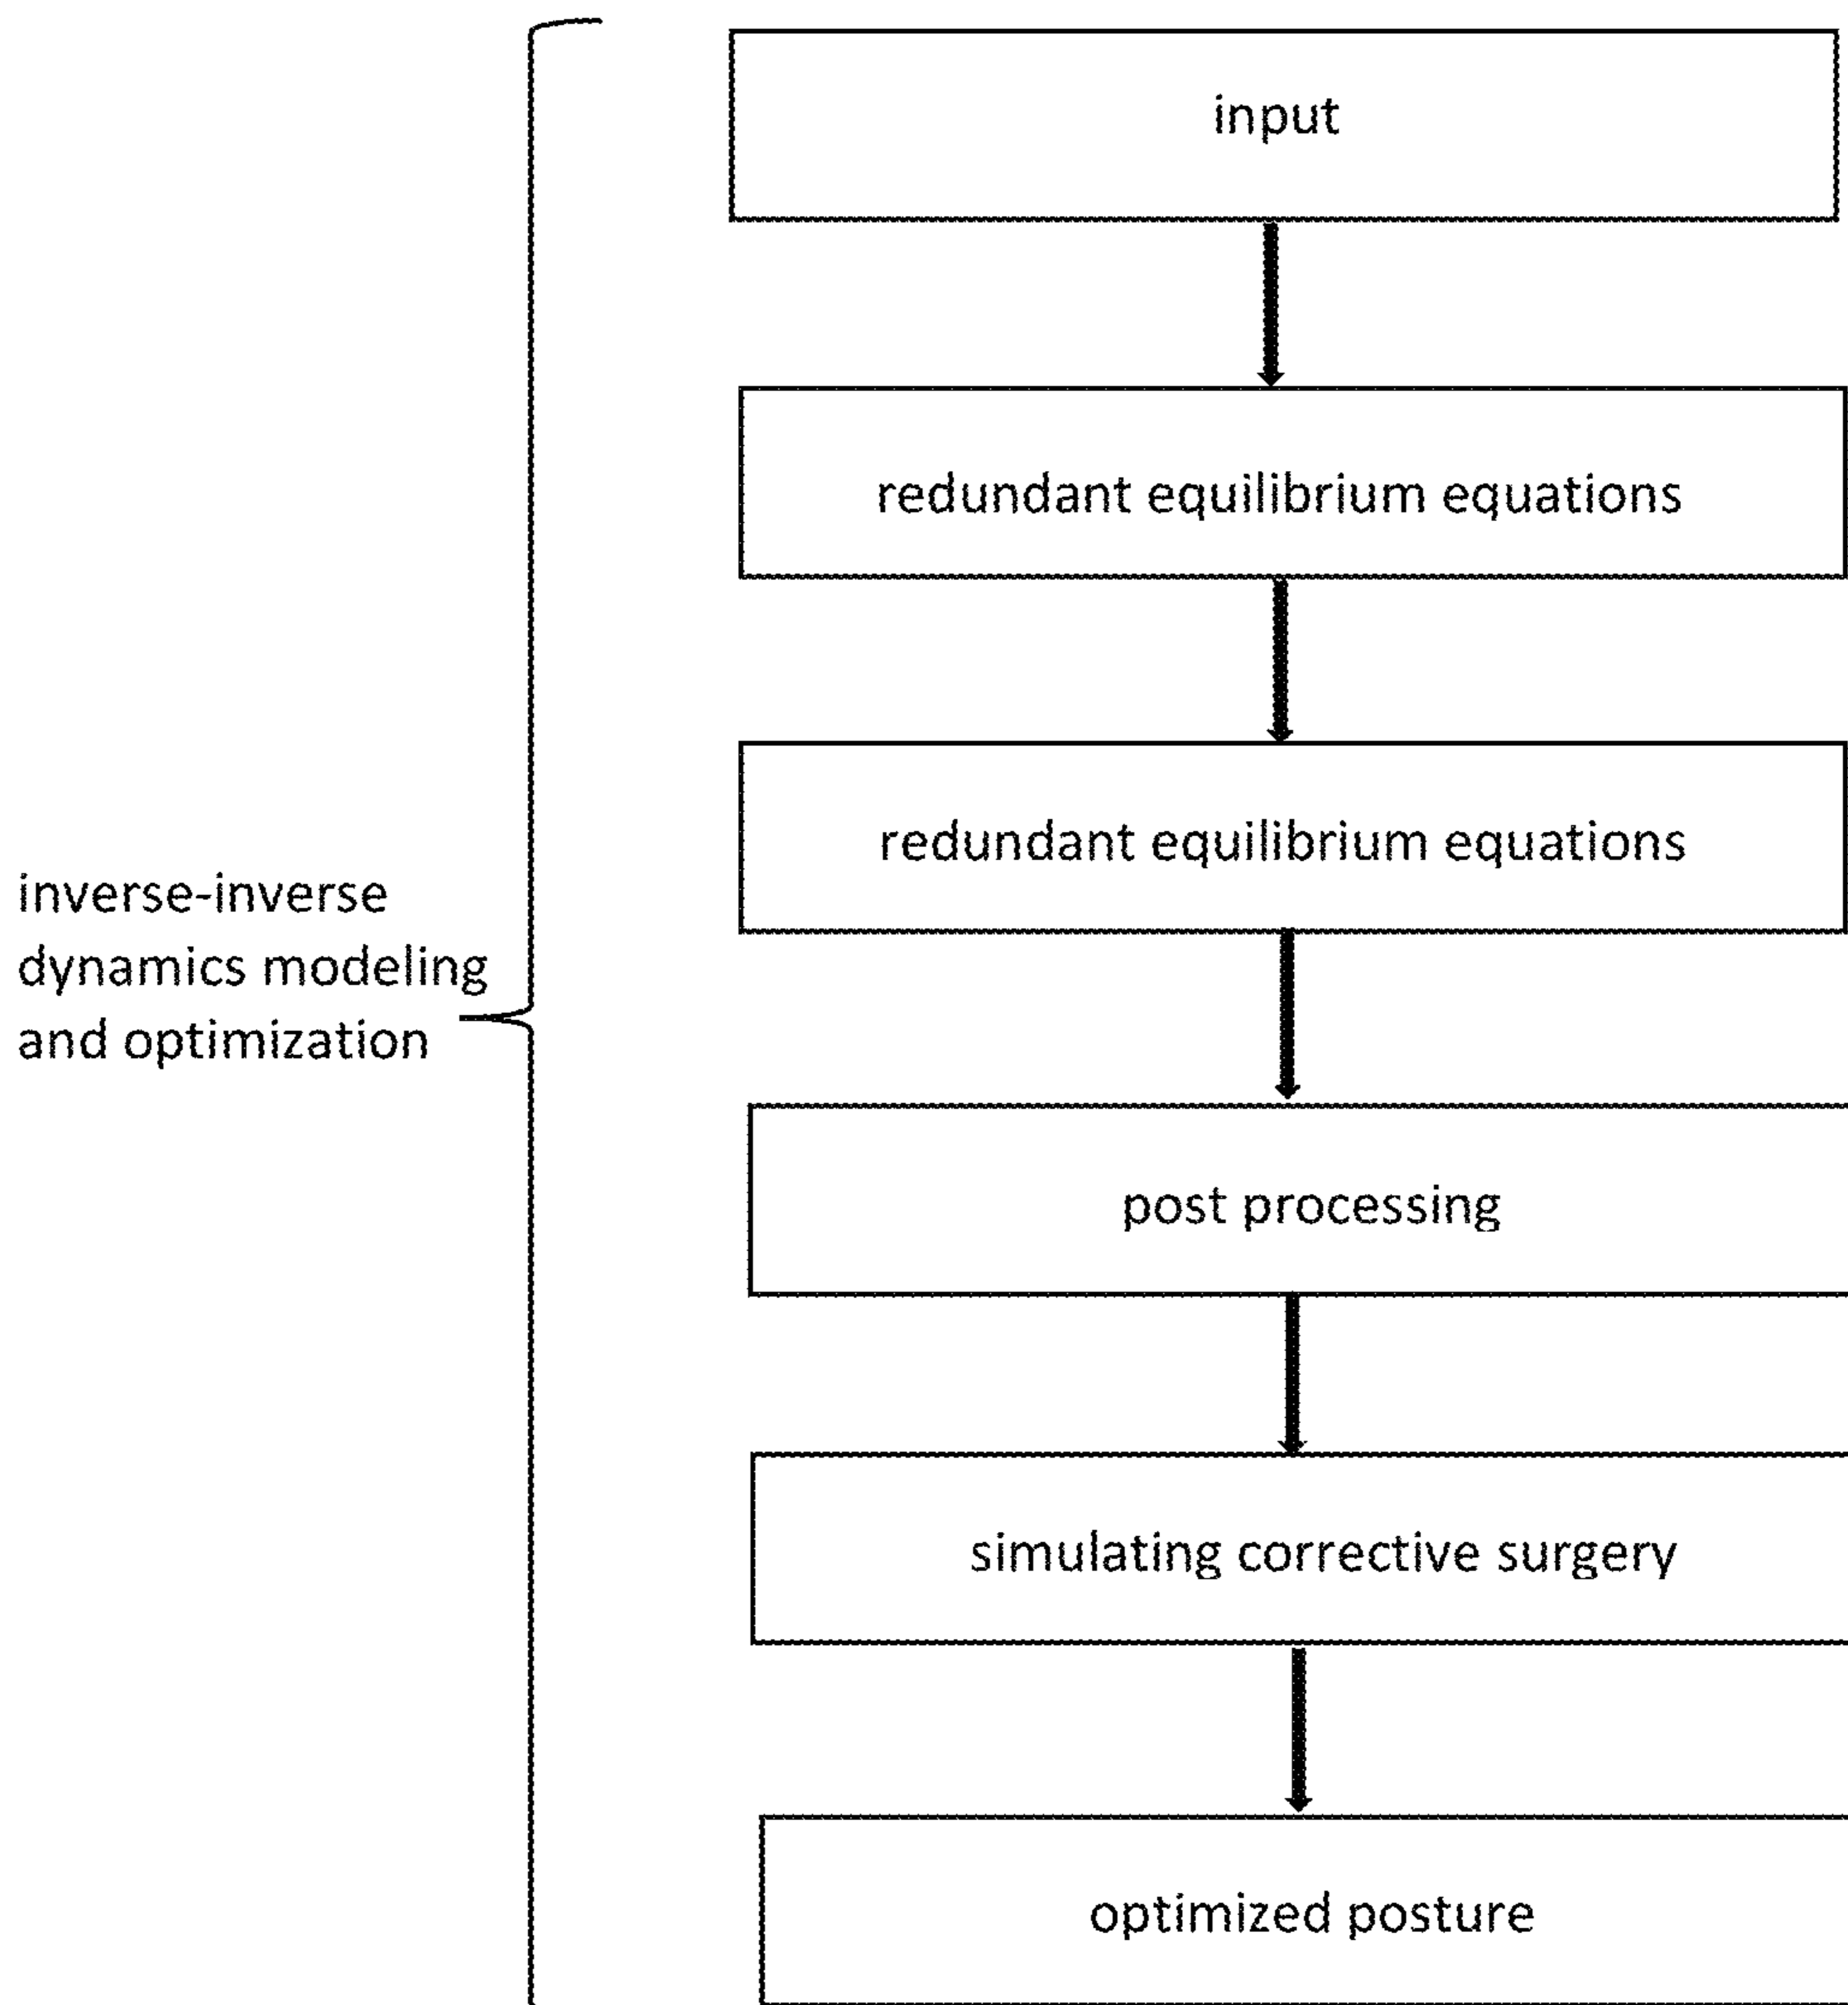 input
redundant equilibrium equations
redundant equilibrium equations
inverse-inverse
dynamics modeling
and optimization
post processing
simulating corrective surgery
optimized posture